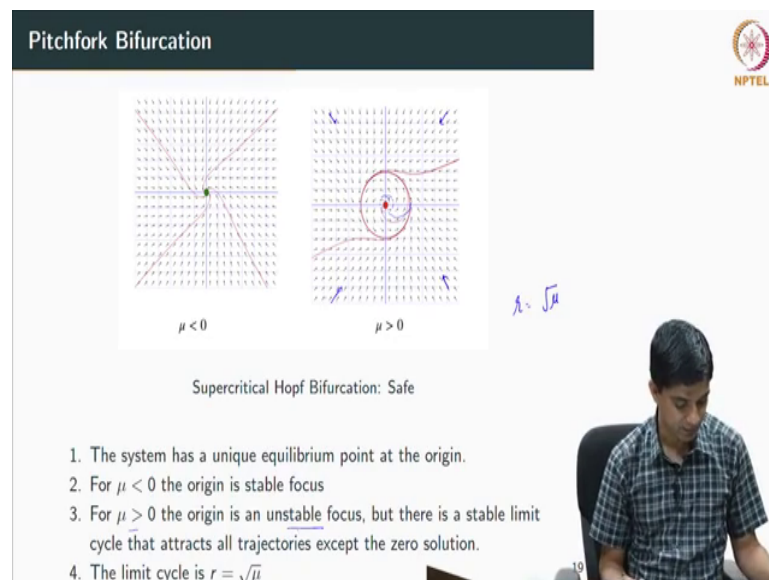 Pitchfork Bifurcation
NPTEL
μ < 0
μ > 0
r = √μ
Supercritical Hopf Bifurcation: Safe
1. The system has a unique equilibrium point at the origin.
2. For μ < 0 the origin is stable focus
3. For μ > 0 the origin is an unstable focus, but there is a stable limit
cycle that attracts all trajectories except the zero solution.
4. The limit cycle is r = √μ
19